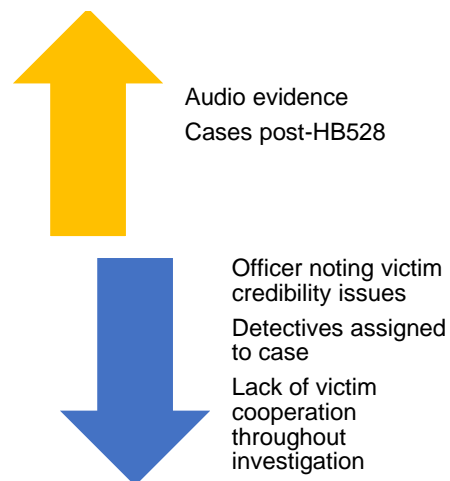 Audio evidence
Cases post-HB528
Officer noting victim
credibility issues
Detectives assigned
to case
Lack of victim
cooperation
throughout
investigation